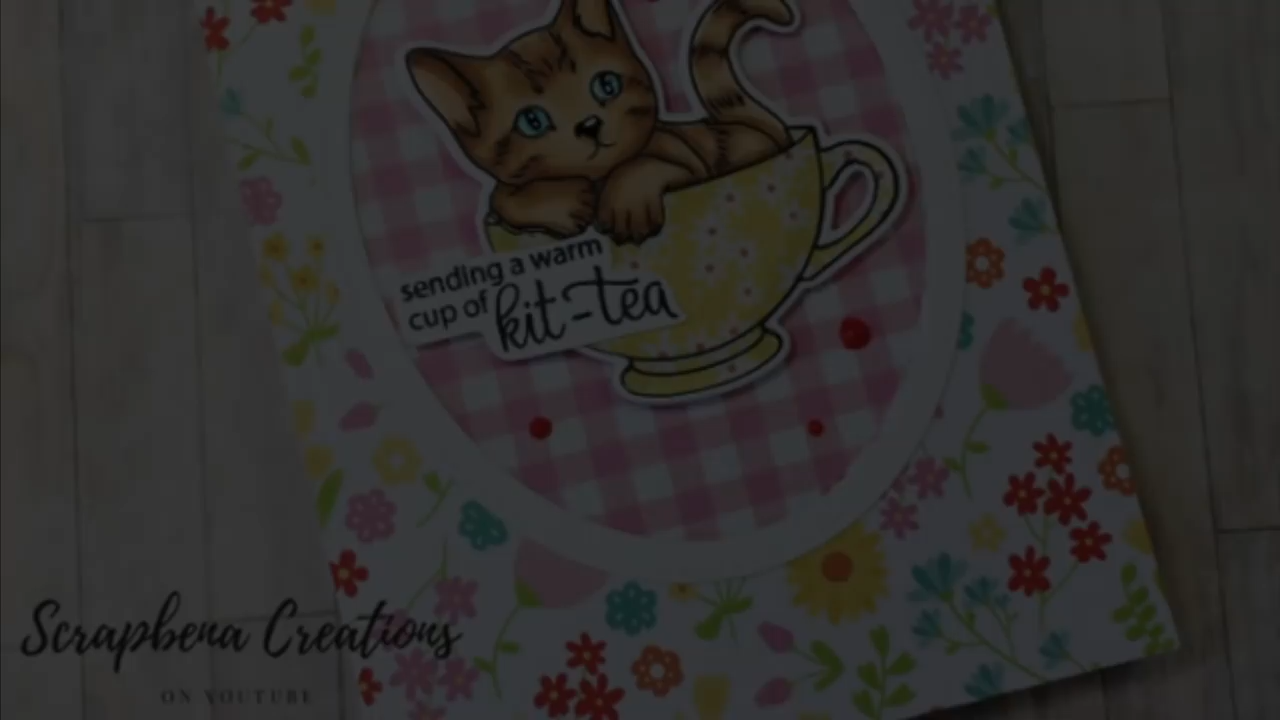 sending a warm
cup of kit-tea
Scrapbena Creations
ON YOUTUBE